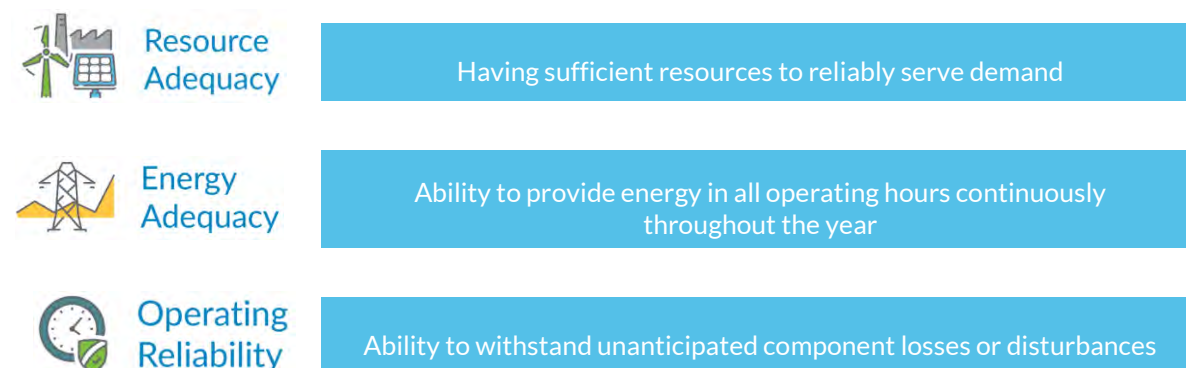 Resource
Adequacy
Having sufficient resources to reliably serve demand
Energy
Adequacy
Ability to provide energy in all operating hours continuously
throughout the year
Operating
Reliability
Ability to withstand unanticipated component losses or disturbances